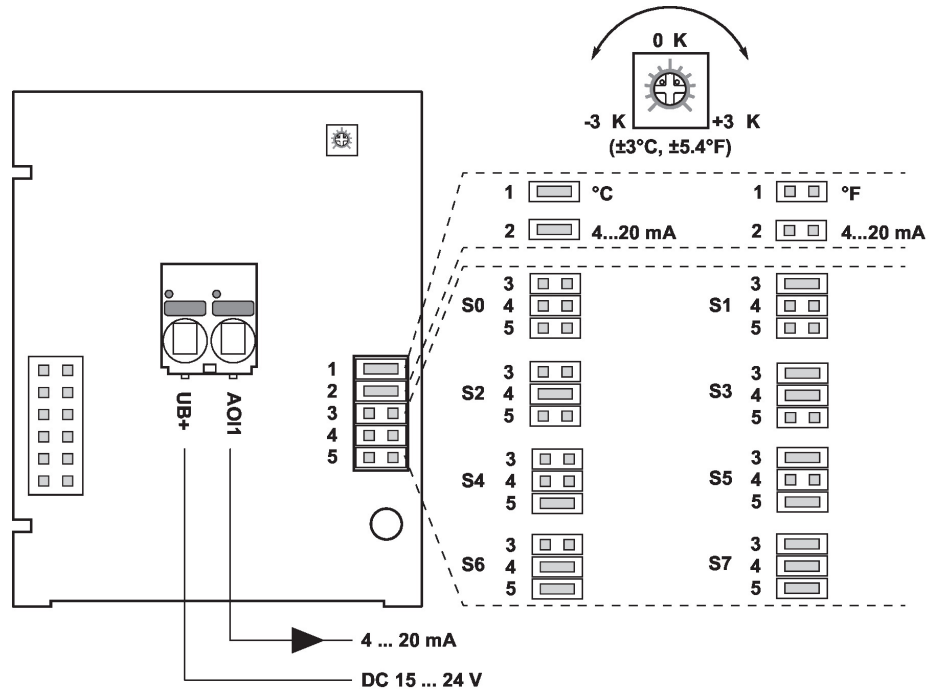 0 K
-3 K
+3 K
(±3°C, ±5.4°F)
1 °C
1 °F
2 4...20 mA
2 4...20 mA
S0 3 4 5
S1 3 4 5
S2 3 4 5
S3 3 4 5
S4 3 4 5
S5 3 4 5
S6 3 4 5
S7 3 4 5
1
2
3
4
5
UB+
AOI1
4 ... 20 mA
DC 15 ... 24 V